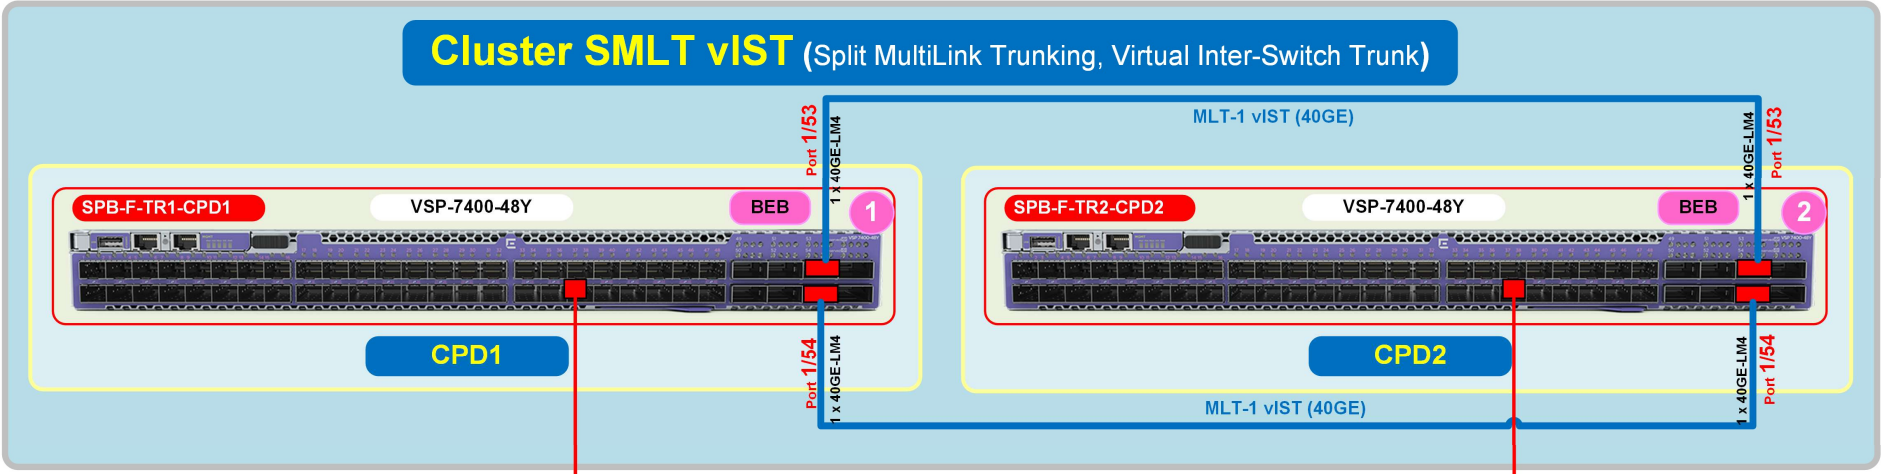 Cluster SMLT vIST (Split MultiLink Trunking, Virtual Inter-Switch Trunk)
MLT-1 vIST (40GE)
Port 1/53
1 x 40GE-LM4
1 x 40GE-LM4
Port 1/53
SPB-F-TR1-CPD1
VSP-7400-48Y
BEB
1
SPB-F-TR2-CPD2
VSP-7400-48Y
BEB
2
CPD1
Port 1/54
1 x 40GE-LM4
CPD2
1 x 40GE-LM4
Port 1/54
MLT-1 vIST (40GE)